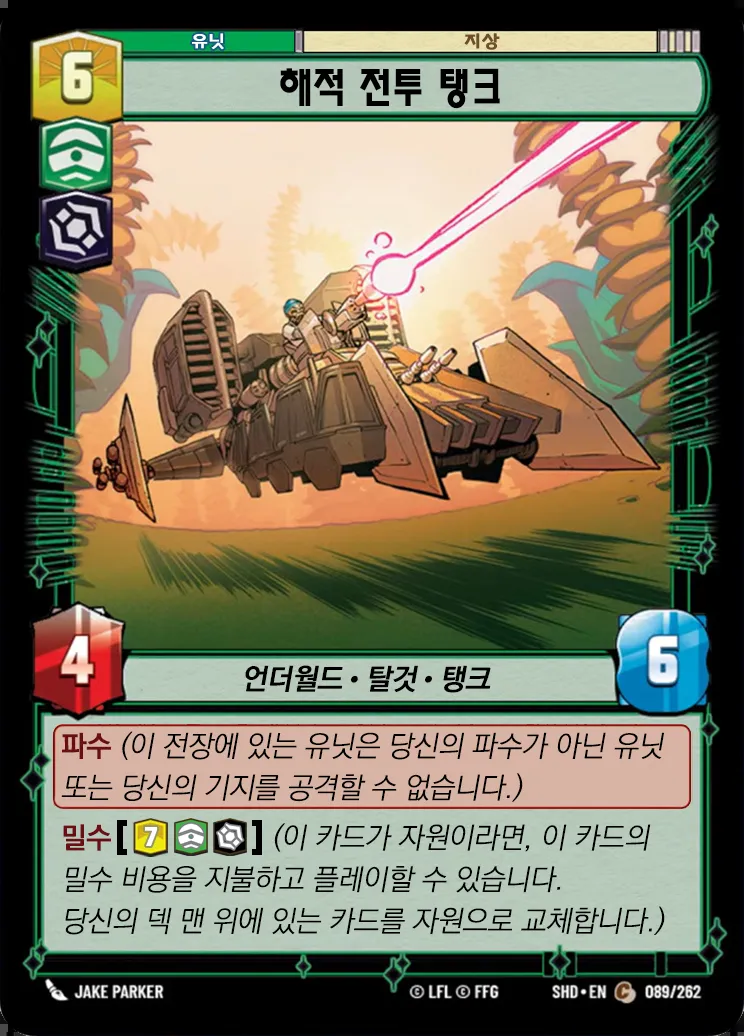 유닛
지상
6
해적 전투 탱크
4
언더월드 • 탈것 • 탱크
6
파수 (이 전장에 있는 유닛은 당신의 파수가 아닌 유닛
또는 당신의 기지를 공격할 수 없습니다.)
밀수 [7] (이 카드가 자원이라면, 이 카드의
밀수 비용을 지불하고 플레이할 수 있습니다.
당신의 덱 맨 위에 있는 카드를 자원으로 교체합니다.)
JAKE PARKER
© LFL © FFG
SHD • EN C 089/262